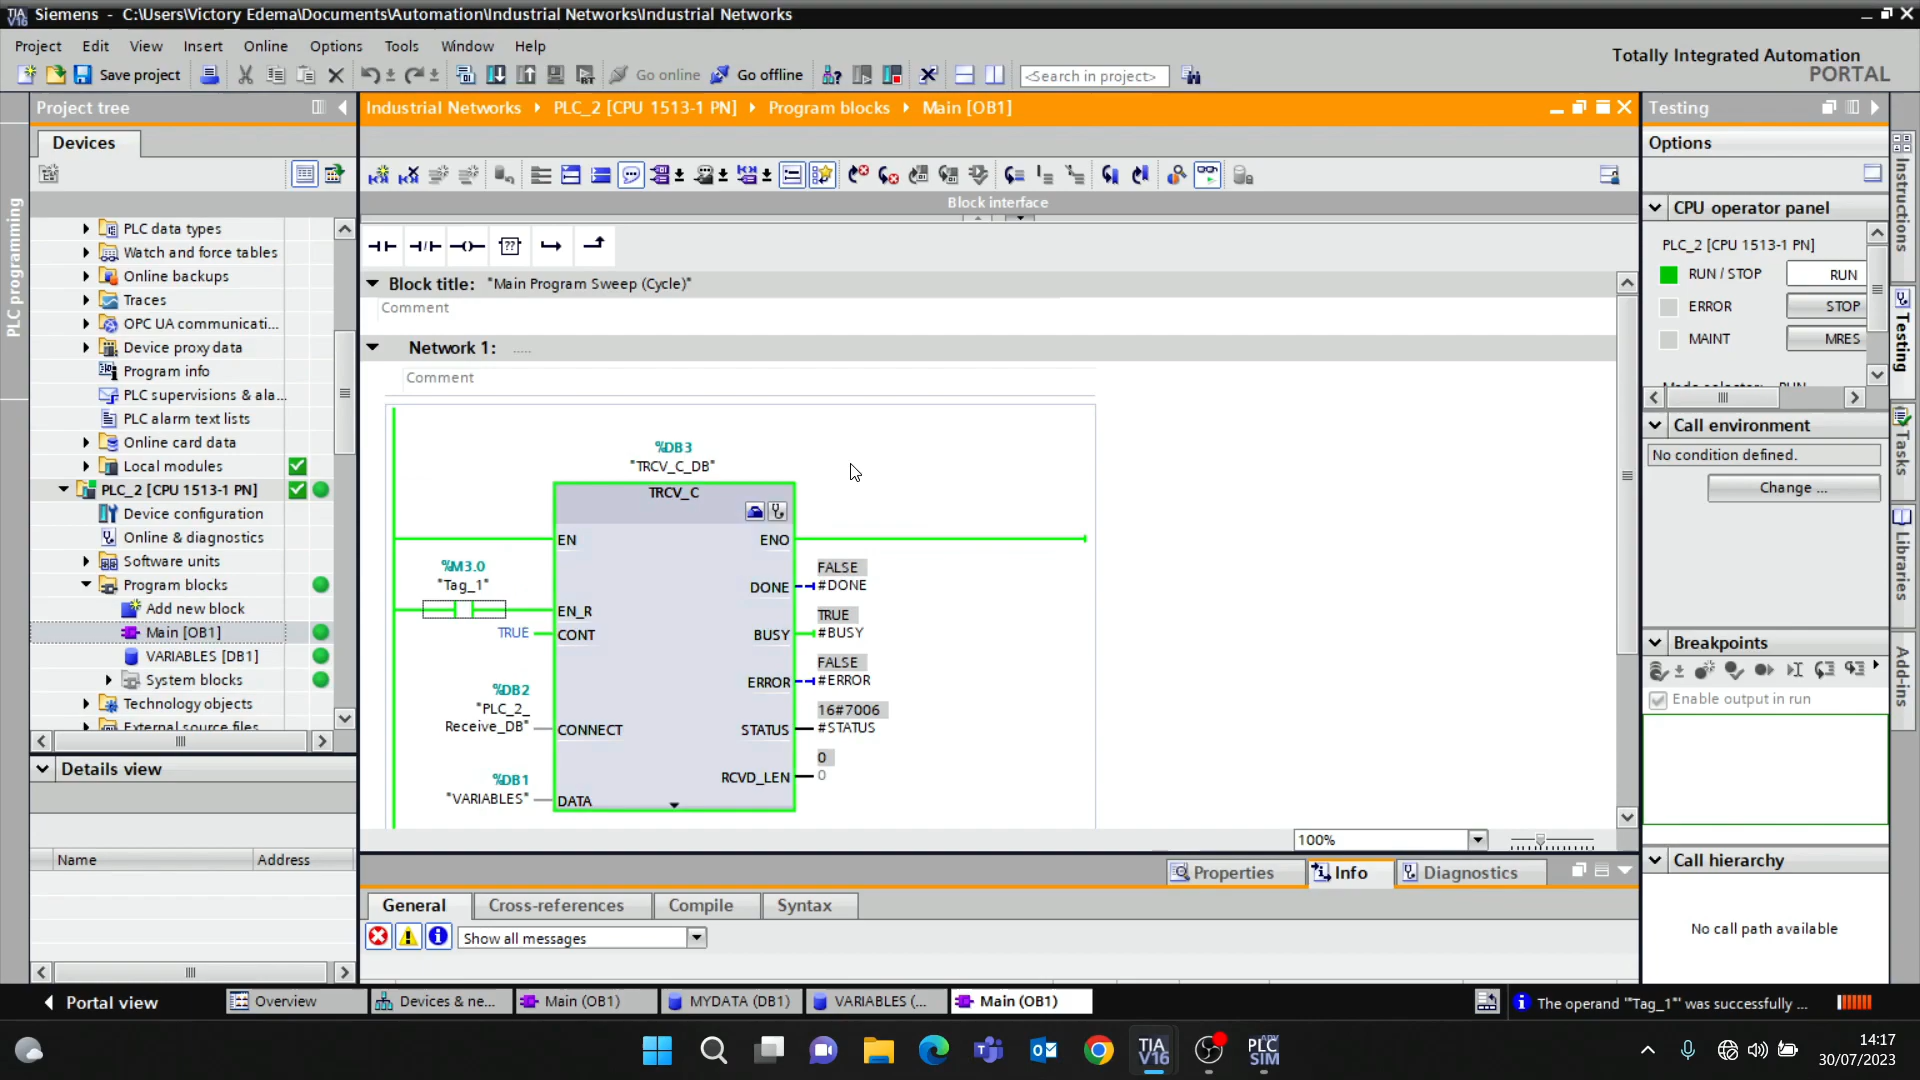 Siemens - C:\Users\Victory Edema\Documents\Automation\Industrial Networks\Industrial Networks
Project Edit View Insert Online Options Tools Window Help
Totally Integrated Automation
PORTAL
Save project
Go online
Go offline
<Search in project>
Project tree
Industrial Networks PLC_2 [CPU 1513-1 PN] Program blocks Main [OB1]
Testing
Devices
Options
Block interface
PLC programming
PLC data types
Watch and force tables
Online backups
Traces
OPC UA communicati...
Device proxy data
Program info
PLC supervisions & ala...
PLC alarm text lists
Online card data
Local modules
PLC_2 [CPU 1513-1 PN]
Device configuration
Online & diagnostics
Software units
Program blocks
Add new block
Main [OB1]
VARIABLES [DB1]
System blocks
Technology objects
External source files
Details view
Name Address
Block title: "Main Program Sweep (Cycle)"
Comment
Network 1: .....
Comment
%DB3
"TRCV_C_DB"
TRCV_C
EN ENO
%M3.0
"Tag_1"
EN_R
TRUE CONT
%DB2
"PLC_2_
Receive_DB" CONNECT
%DB1
"VARIABLES" DATA
FALSE
DONE #DONE
TRUE
BUSY #BUSY
FALSE
ERROR #ERROR
16#7006
STATUS #STATUS
0
RCVD_LEN 0
100%
Properties Info Diagnostics
General Cross-references Compile Syntax
Show all messages
CPU operator panel
PLC_2 [CPU 1513-1 PN]
RUN / STOP RUN
ERROR STOP
MAINT MRES
Call environment
No condition defined.
Change ...
Breakpoints
Enable output in run
Call hierarchy
No call path available
Instructions
Testing
Tasks
Libraries
Add-ins
Portal view
Overview
Devices & ne...
Main (OB1)
MYDATA (DB1)
VARIABLES (...
Main (OB1)
The operand '"Tag_1"' was successfully ...
TIA
V16
PLC
SIM
14:17
30/07/2023